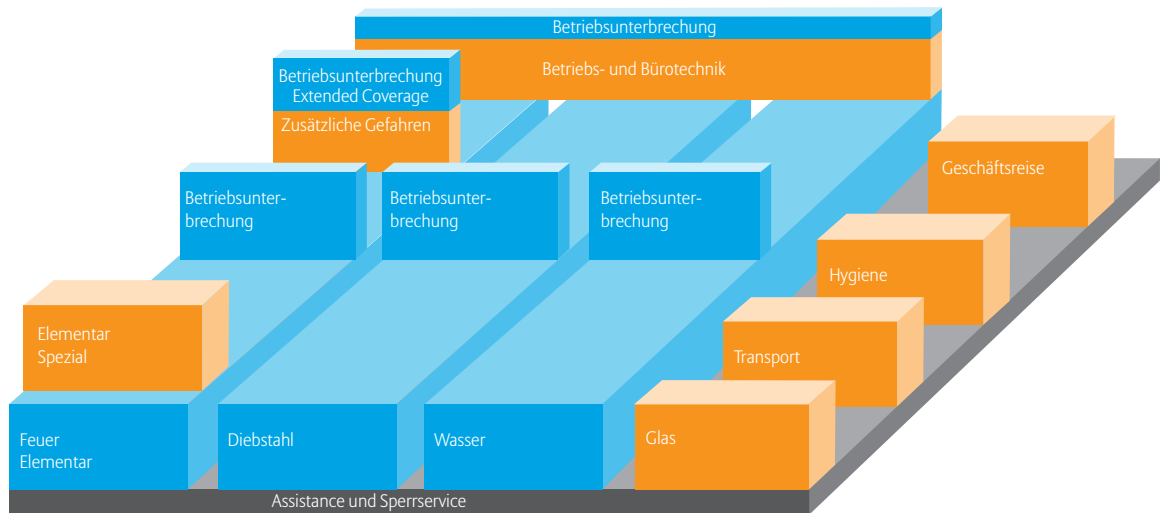 Betriebsunterbrechung
Betriebs- und Bürotechnik
Betriebsunterbrechung
Extended Coverage
Zusätzliche Gefahren
Geschäftsreise
Betriebsunter-
brechung
Betriebsunter-
brechung
Betriebsunter-
brechung
Hygiene
Elementar
Spezial
Transport
Feuer
Elementar
Diebstahl
Wasser
Glas
Assistance und Sperrservice